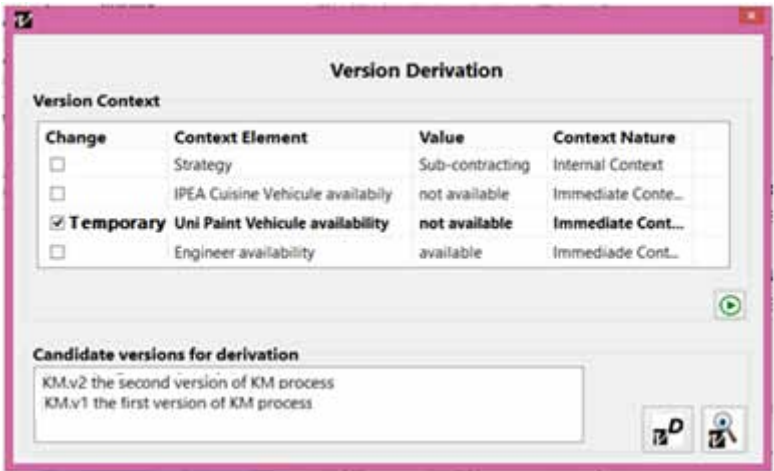 Version Derivation
Version Context
Change Context Element Value Context Nature
Strategy Sub-contracting Internal Context
IPEA Cuisine Vehicule availabily not available Immediate Conte...
Temporary Uni Paint Vehicule availability not available Immediate Cont...
Engineer availability available Immediade Cont...
Candidate versions for derivation
KM.v2 the second version of KM process
KM.v1 the first version of KM process
D